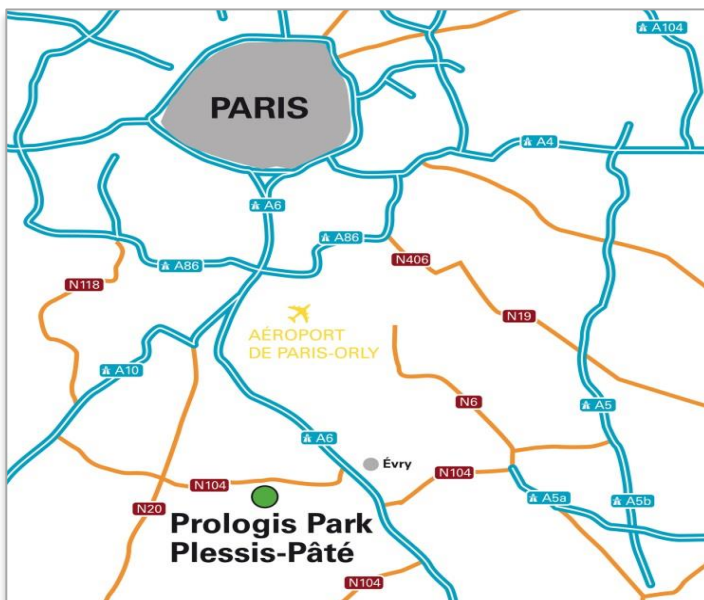 A104
PARIS
A4
A6
A86
A86
N406
N118
N19
AÉROPORT
DE PARIS-ORLY
A10
N6
A5
A6
Évry
N104
N104
A5a
A5b
N20
Prologis Park
Plessis-Pâté
N104